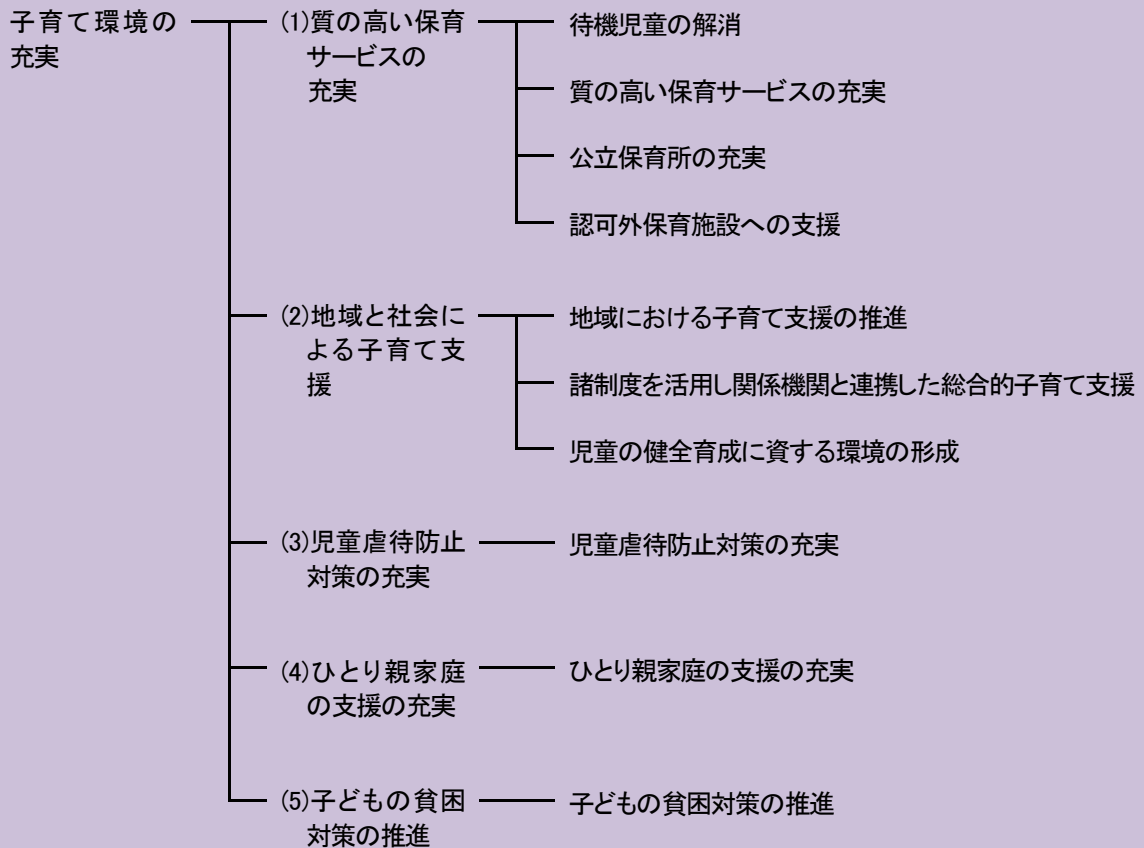 子育て環境の
充実
(1)質の高い保育
サービスの
充実
待機児童の解消
質の高い保育サービスの充実
公立保育所の充実
認可外保育施設への支援
(2)地域と社会に
よる子育て支
援
地域における子育て支援の推進
諸制度を活用し関係機関と連携した総合的子育て支援
児童の健全育成に資する環境の形成
(3)児童虐待防止
対策の充実
児童虐待防止対策の充実
(4)ひとり親家庭
の支援の充実
ひとり親家庭の支援の充実
(5)子どもの貧困
対策の推進
子どもの貧困対策の推進